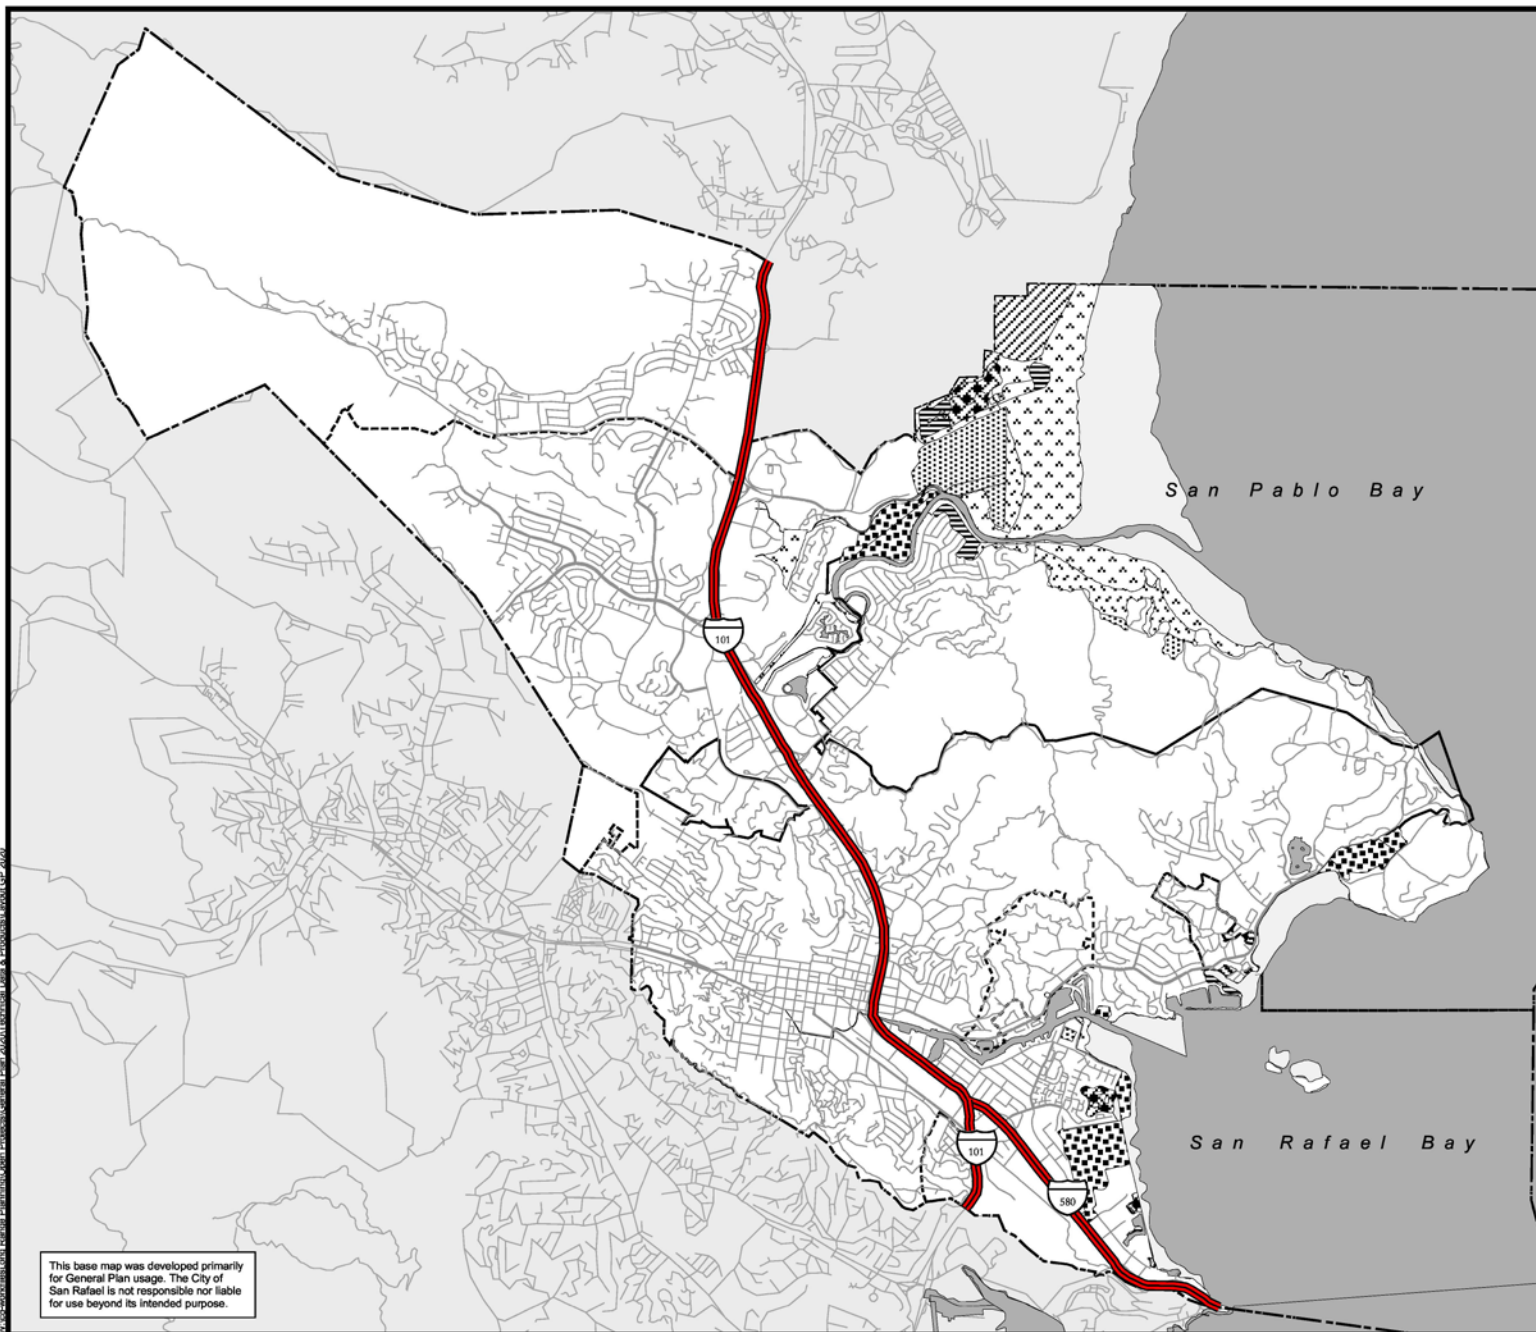 San Pablo Bay
101
San Rafael Bay
101
580
This base map was developed primarily
for General Plan usage. The City of
San Rafael is not responsible nor liable
for use beyond its intended purpose.